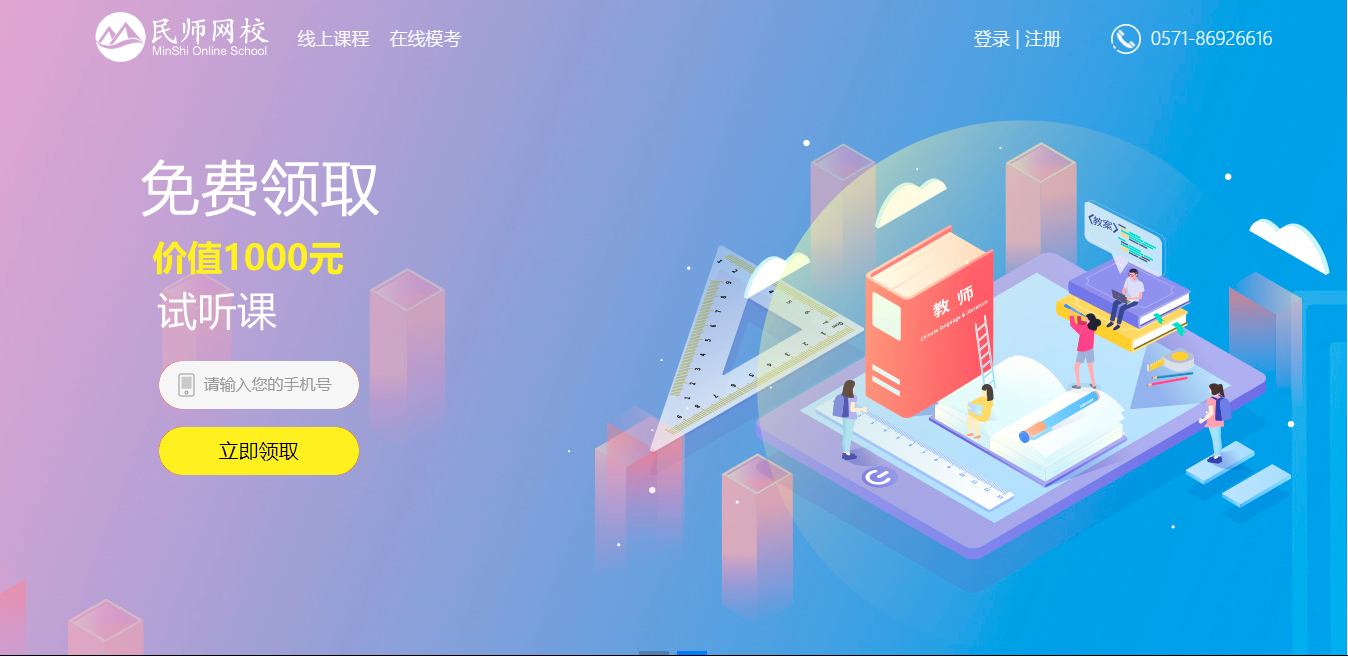 民师网校
MinShi Online School
线上课程 在线模考
登录 | 注册
0571-86926616
免费领取
价值1000元
试听课
请输入您的手机号
立即领取
<教案>
教师
Chinese language & literature